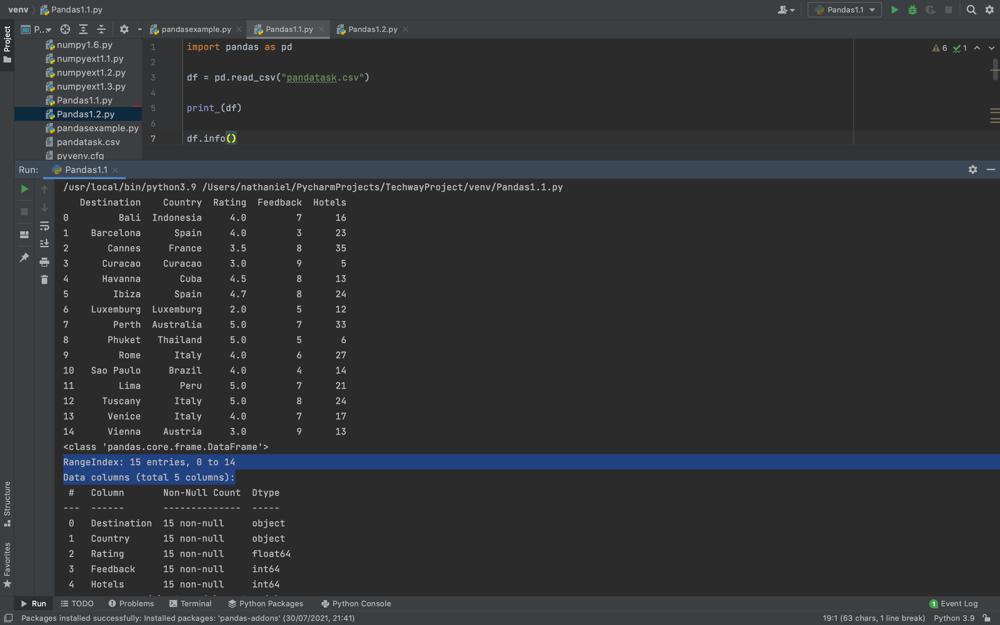 venv Pandas1.1.py Pandas1.1
Project
P...
numpy1.6.py
numpyext1.1.py
numpyext1.2.py
numpyext1.3.py
Pandas1.1.py
Pandas1.2.py
pandasexample.py
pandatask.csv
pyvenv.cfg
pandasexample.py Pandas1.1.py Pandas1.2.py
6 1
1 import pandas as pd
2
3 df = pd.read_csv("pandatask.csv")
4
5 print (df)
6
7 df.info()
Run: Pandas1.1
/usr/local/bin/python3.9 /Users/nathaniel/PycharmProjects/TechwayProject/venv/Pandas1.1.py
Destination Country Rating Feedback Hotels
0 Bali Indonesia 4.0 7 16
1 Barcelona Spain 4.0 3 23
2 Cannes France 3.5 8 35
3 Curacao Curacao 3.0 9 5
4 Havanna Cuba 4.5 8 13
5 Ibiza Spain 4.7 8 24
6 Luxemburg Luxemburg 2.0 5 12
7 Perth Australia 5.0 7 33
8 Phuket Thailand 5.0 5 6
9 Rome Italy 4.0 6 27
10 Sao Paulo Brazil 4.0 4 14
11 Lima Peru 5.0 7 21
12 Tuscany Italy 5.0 8 24
13 Venice Italy 4.0 7 17
14 Vienna Austria 3.0 9 13
<class 'pandas.core.frame.DataFrame'>
RangeIndex: 15 entries, 0 to 14
Data columns (total 5 columns):
# Column Non-Null Count Dtype
--- ------ -------------- -----
0 Destination 15 non-null object
1 Country 15 non-null object
2 Rating 15 non-null float64
3 Feedback 15 non-null int64
4 Hotels 15 non-null int64
Structure
Favorites
Run TODO Problems Terminal Python Packages Python Console 1 Event Log
Packages installed successfully: Installed packages: 'pandas-addons' (30/07/2021, 21:41) 19:1 (63 chars, 1 line break) Python 3.9